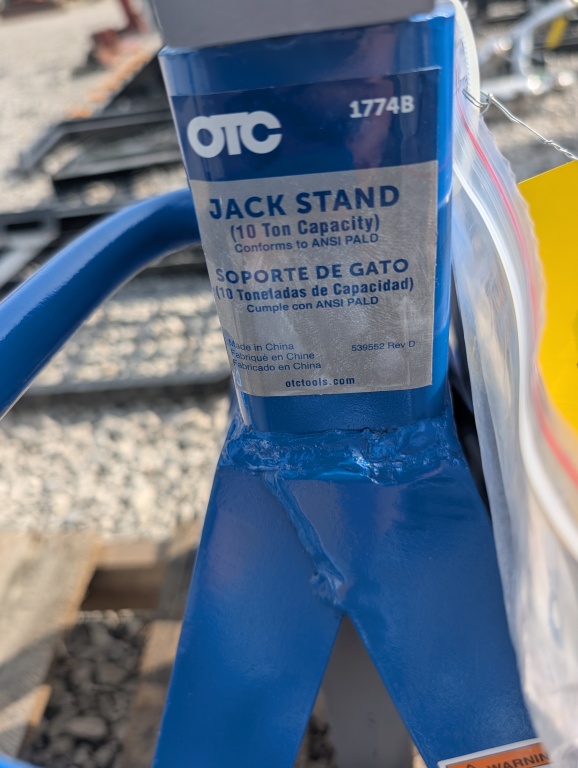 OTC
1774B
JACK STAND
(10 Ton Capacity)
Conforms to ANSI PALD
SOPORTE DE GATO
(10 Toneladas de Capacidad)
Cumple con ANSI PALD
Made in China
Fabriqué en Chine
Fabricado en China
539552 Rev D
otctools.com
WARNIN